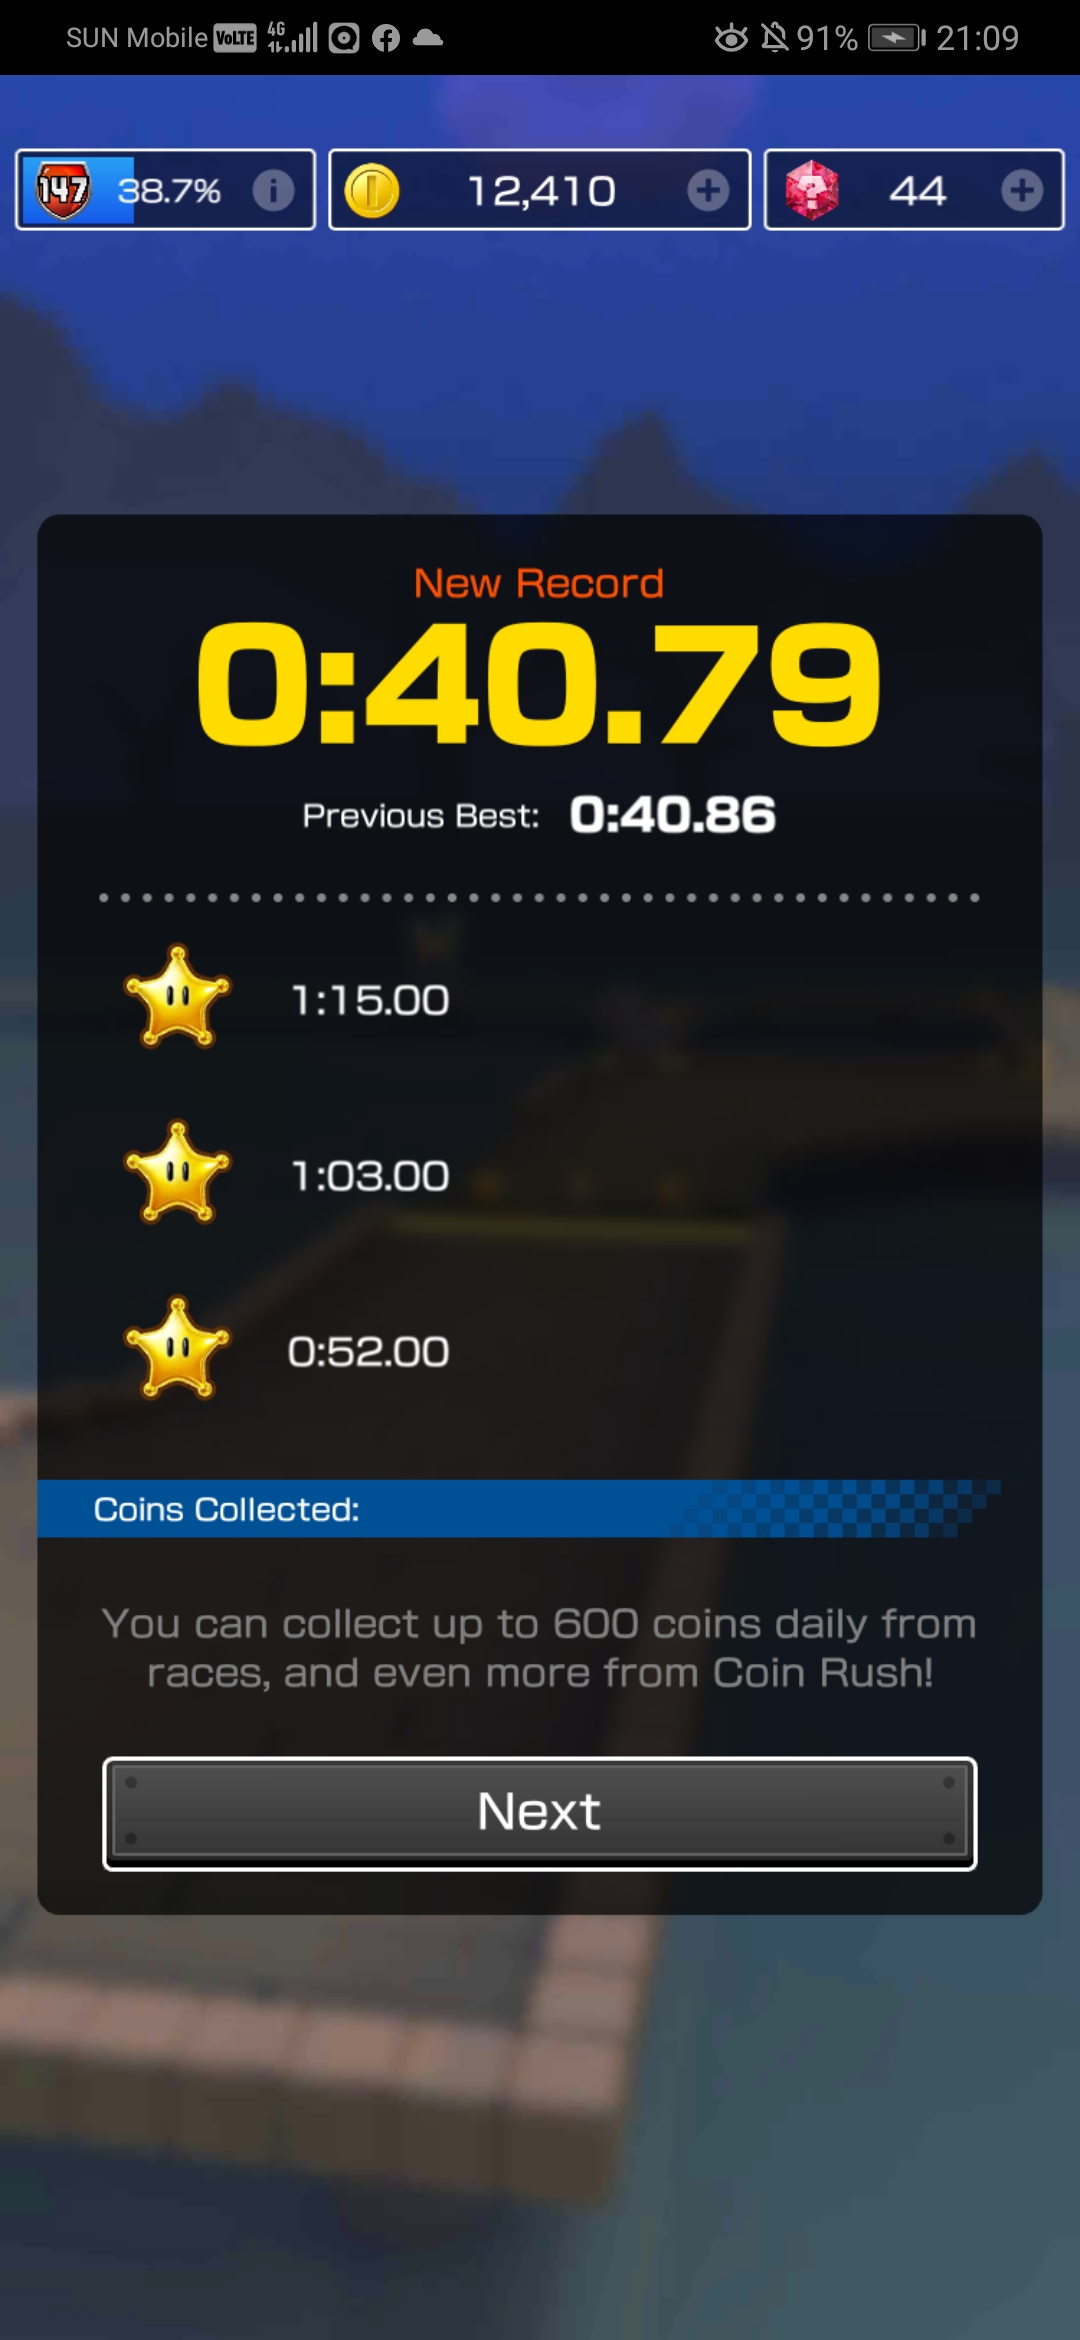 SUN Mobile VoLTE 4G 91% 21:09
147 38.7% i 12,410 + ? 44 +
New Record
0:40.79
Previous Best: 0:40.86
1:15.00
1:03.00
0:52.00
Coins Collected:
You can collect up to 600 coins daily from
races, and even more from Coin Rush!
Next